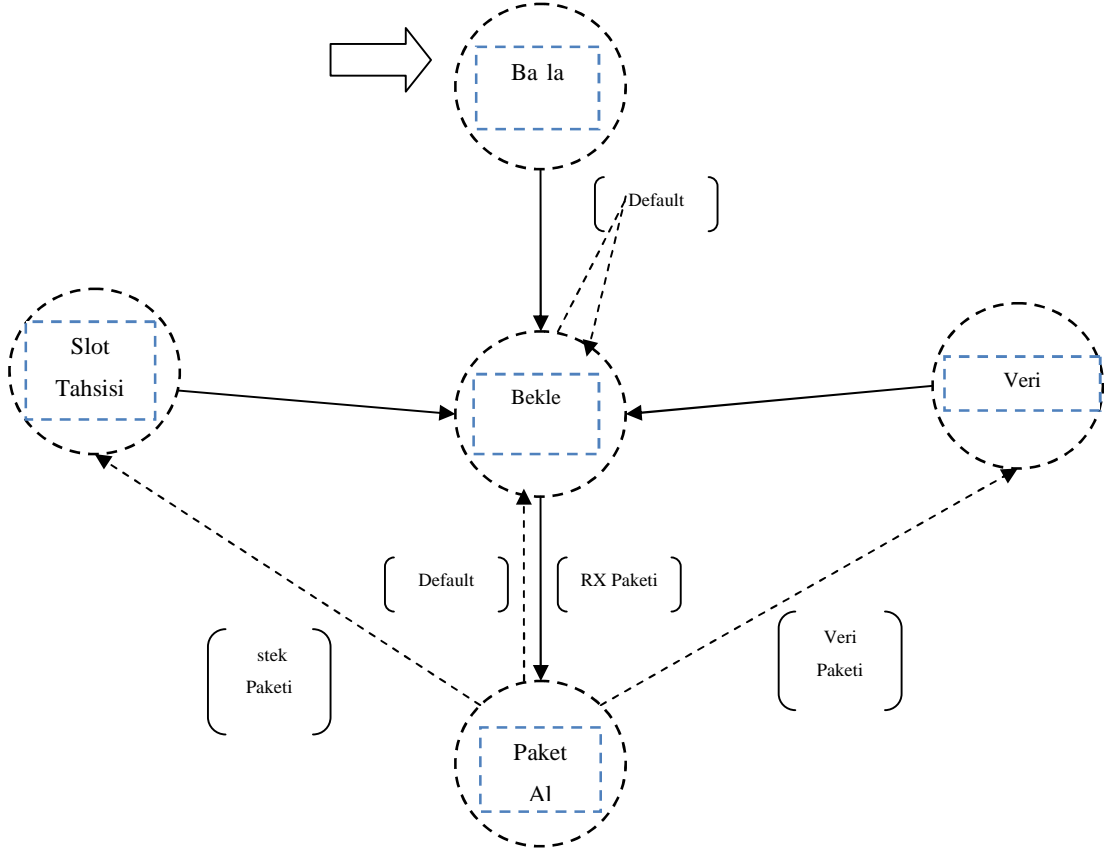 Ba la
Default
Slot
Tahsisi
Bekle
Veri
Default
RX Paketi
stek
Paketi
Veri
Paketi
Paket
Al